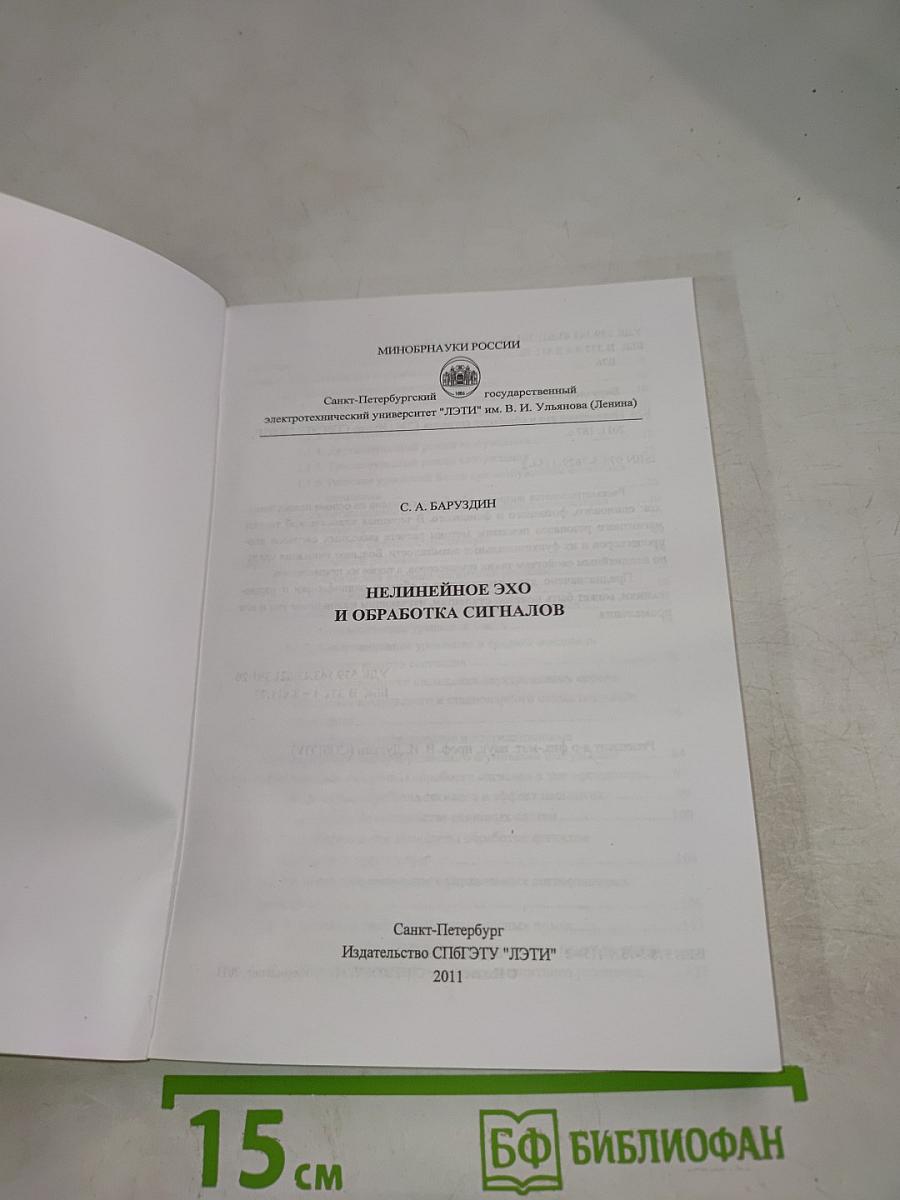 МИНОБРНАУКИ РОССИИ
1886
Санкт-Петербургский государственный
электротехнический университет "ЛЭТИ" им. В. И. Ульянова (Ленина)
С. А. БАРУЗДИН
НЕЛИНЕЙНОЕ ЭХО
И ОБРАБОТКА СИГНАЛОВ
Санкт-Петербург
Издательство СПбГЭТУ "ЛЭТИ"
2011
15 см
БФ БИБЛИОФАН